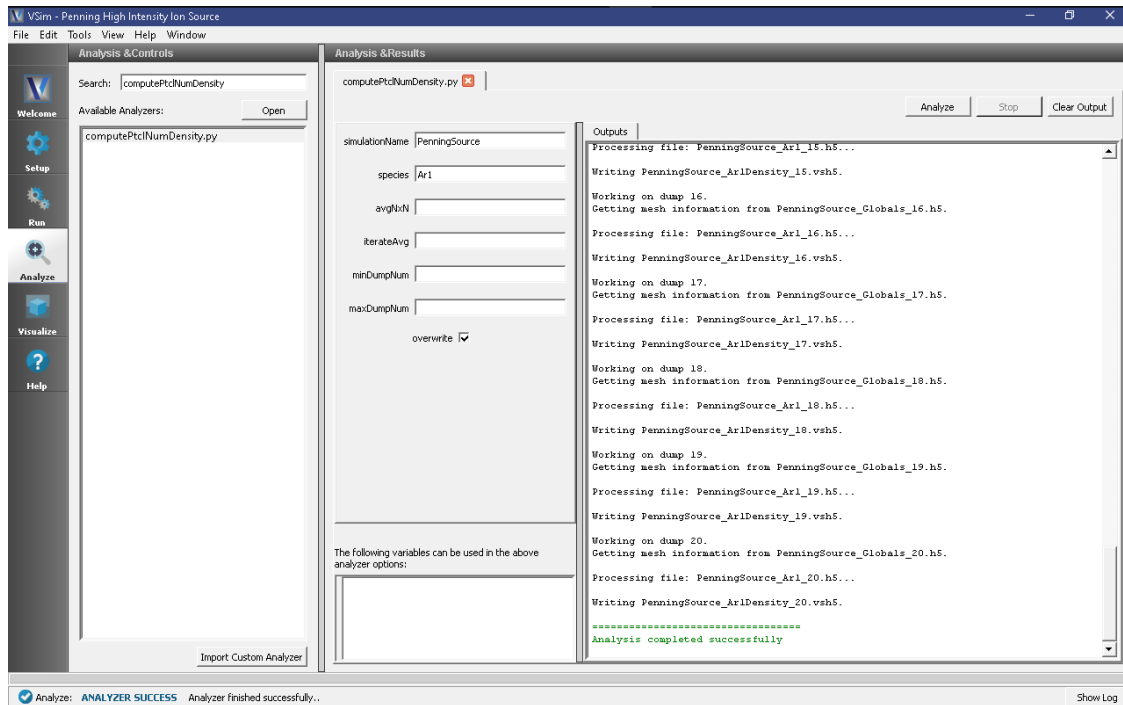 VSim - Penning High Intensity Ion Source
File Edit Tools View Help Window
Analysis &Controls
Analysis &Results
Welcome
Setup
Run
Analyze
Visualize
Help
Search: computePtclNumDensity
Available Analyzers: Open
computePtclNumDensity.py
Import Custom Analyzer
computePtclNumDensity.py
Analyze Stop Clear Output
simulationName PenningSource
species Ar1
avgNxN
iterateAvg
minDumpNum
maxDumpNum
overwrite
The following variables can be used in the above
analyzer options:
Outputs
Processing file: PenningSource_Ar1_15.h5...
Writing PenningSource_Ar1Density_15.vsh5.
Working on dump 16.
Getting mesh information from PenningSource_Globals_16.h5.
Processing file: PenningSource_Ar1_16.h5...
Writing PenningSource_Ar1Density_16.vsh5.
Working on dump 17.
Getting mesh information from PenningSource_Globals_17.h5.
Processing file: PenningSource_Ar1_17.h5...
Writing PenningSource_Ar1Density_17.vsh5.
Working on dump 18.
Getting mesh information from PenningSource_Globals_18.h5.
Processing file: PenningSource_Ar1_18.h5...
Writing PenningSource_Ar1Density_18.vsh5.
Working on dump 19.
Getting mesh information from PenningSource_Globals_19.h5.
Processing file: PenningSource_Ar1_19.h5...
Writing PenningSource_Ar1Density_19.vsh5.
Working on dump 20.
Getting mesh information from PenningSource_Globals_20.h5.
Processing file: PenningSource_Ar1_20.h5...
Writing PenningSource_Ar1Density_20.vsh5.
==================================
Analysis completed successfully
Analyze: ANALYZER SUCCESS Analyzer finished successfully..
Show Log